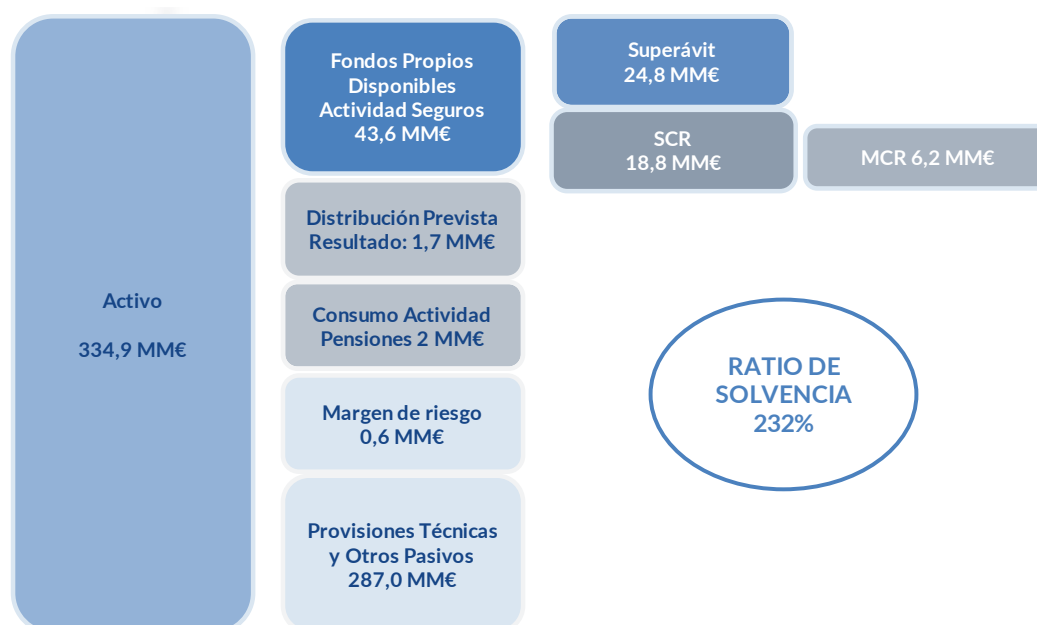 Activo
334,9 MM€
Fondos Propios
Disponibles
Actividad Seguros
43,6 MM€
Distribución Prevista
Resultado: 1,7 MM€
Consumo Actividad
Pensiones 2 MM€
Margen de riesgo
0,6 MM€
Provisiones Técnicas
y Otros Pasivos
287,0 MM€
Superávit
24,8 MM€
SCR
18,8 MM€
MCR 6,2 MM€
RATIO DE
SOLVENCIA
232%